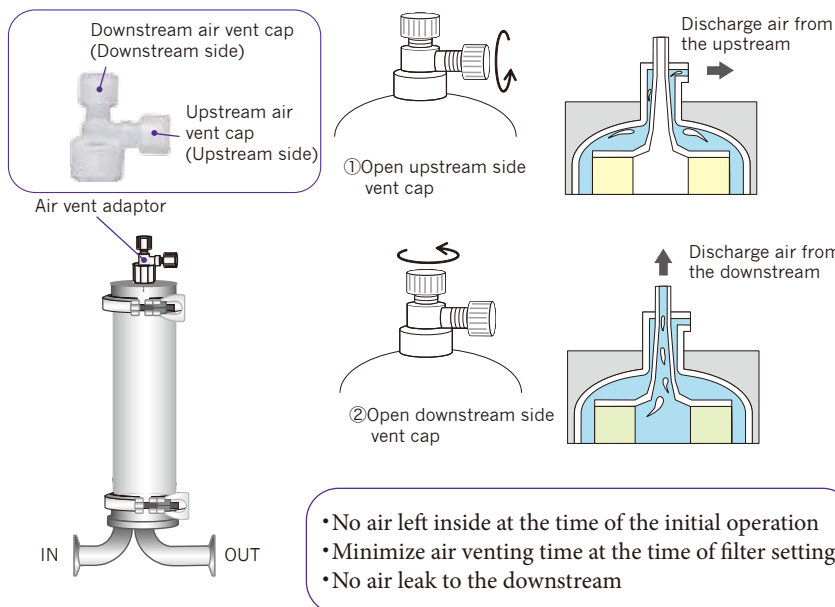 Downstream air vent cap
(Downstream side)
Upstream air
vent cap
(Upstream side)
Air vent adaptor
IN
OUT
①Open upstream side
vent cap
Discharge air from
the upstream
②Open downstream side
vent cap
Discharge air from
the downstream
•No air left inside at the time of the initial operation
•Minimize air venting time at the time of filter setting
•No air leak to the downstream